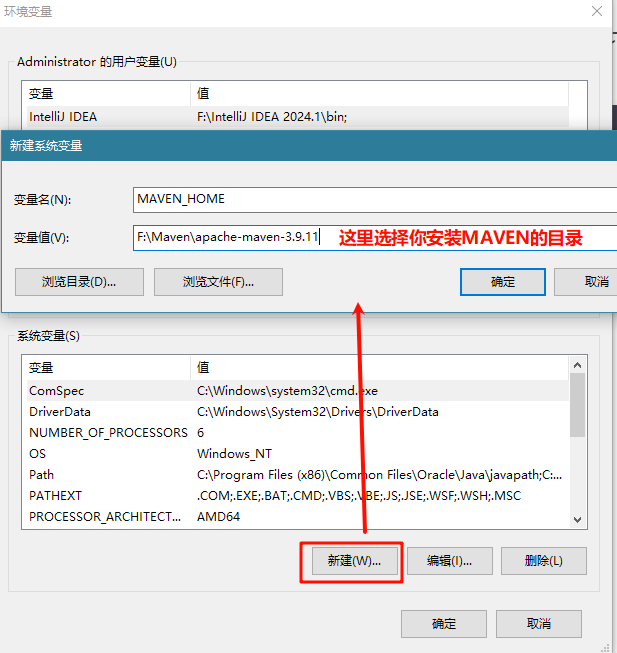 环境变量
Administrator 的用户变量(U)
变量 值
IntelliJ IDEA F:\IntelliJ IDEA 2024.1\bin;
新建系统变量
变量名(N): MAVEN_HOME
变量值(V): F:\Maven\apache-maven-3.9.11 这里选择你安装MAVEN的目录
浏览目录(D)... 浏览文件(F)... 确定 取消
系统变量(S)
变量 值
ComSpec C:\Windows\system32\cmd.exe
DriverData C:\Windows\System32\Drivers\DriverData
NUMBER_OF_PROCESSORS 6
OS Windows_NT
Path C:\Program Files (x86)\Common Files\Oracle\Java\javapath;C:...
PATHEXT .COM;.EXE;.BAT;.CMD;.VBS;.VBE;.JS;.JSE;.WSF;.WSH;.MSC
PROCESSOR_ARCHITECT... AMD64
新建(W)... 编辑(I)... 删除(L)
确定 取消